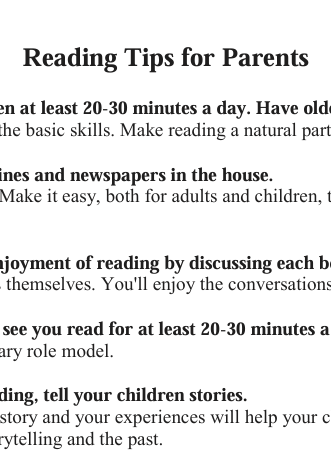 Reading Tips for Parents
en at least 20-30 minutes a day. Have olde
the basic skills. Make reading a natural part
ines and newspapers in the house.
Make it easy, both for adults and children, t
njoyment of reading by discussing each b
themselves. You'll enjoy the conversations
see you read for at least 20-30 minutes a
ary role model.
ding, tell your children stories.
story and your experiences will help your c
rytelling and the past.